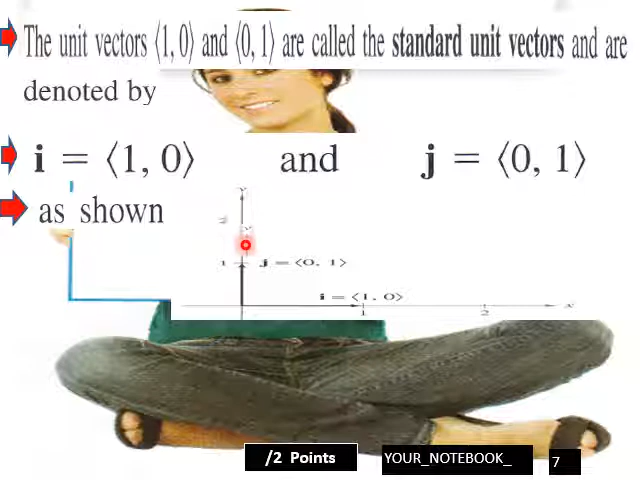 The unit vectors ⟨1, 0⟩ and ⟨0, 1⟩ are called the standard unit vectors and are
denoted by
i = ⟨1, 0⟩ and j = ⟨0, 1⟩
as shown
y
1 j = ⟨0, 1⟩
i = ⟨1, 0⟩
1 2 x
/2 Points YOUR_NOTEBOOK_ 7